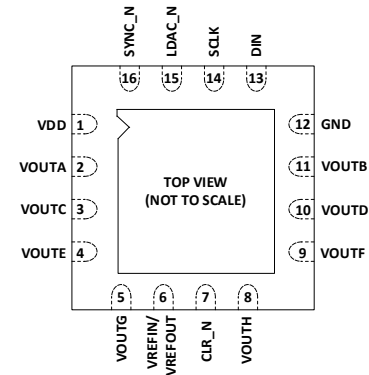 SYNC_N
LDAC_N
SCLK
DIN
16
15
14
13
VDD 1
12 GND
VOUTA 2
11 VOUTB
TOP VIEW
(NOT TO SCALE)
VOUTC 3
10 VOUTD
VOUTE 4
9 VOUTF
5
6
7
8
VOUTG
VREFIN/
VREFOUT
CLR_N
VOUTH